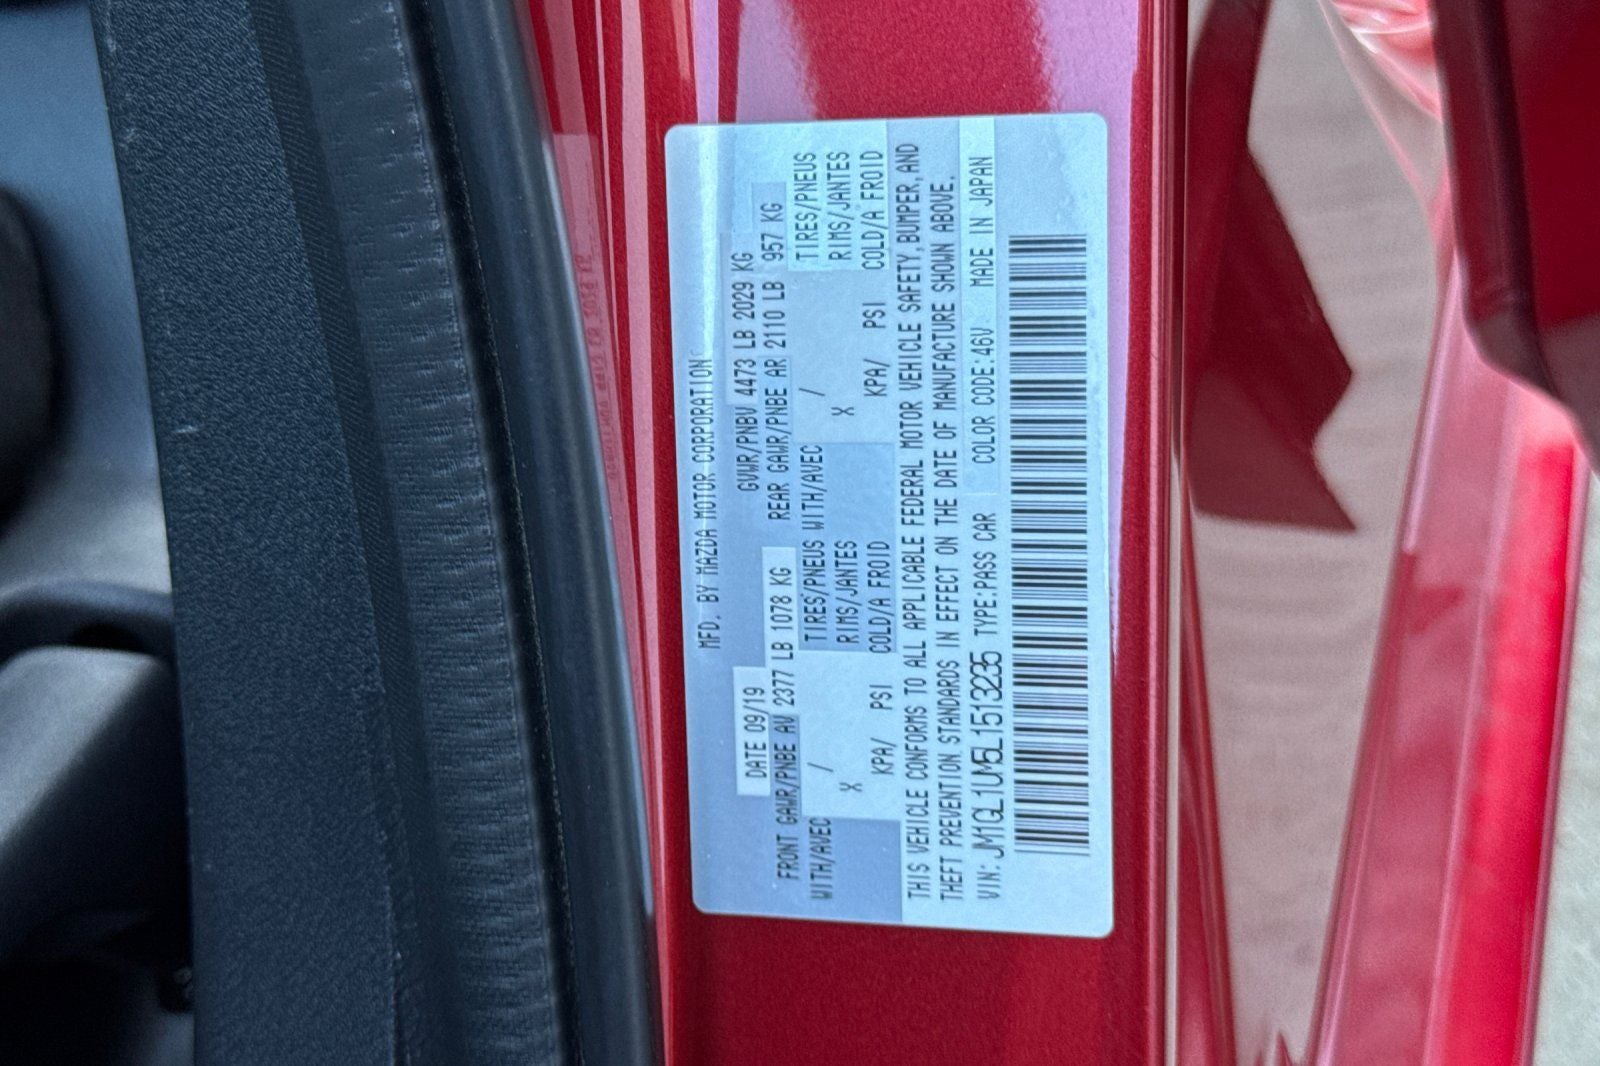 MFD. BY MAZDA MOTOR CORPORATION
DATE 09/19 GVWR/PNBV 4473 LB 2029 KG
FRONT GAWR/PNBE AV 2377 LB 1078 KG REAR GAWR/PNBE AR 2110 LB 957 KG
WITH/AVEC / TIRES/PNEUS WITH/AVEC / TIRES/PNEUS
X RIMS/JANTES X RIMS/JANTES
KPA/ PSI COLD/A FROID KPA/ PSI COLD/A FROID
THIS VEHICLE CONFORMS TO ALL APPLICABLE FEDERAL MOTOR VEHICLE SAFETY, BUMPER, AND
THEFT PREVENTION STANDARDS IN EFFECT ON THE DATE OF MANUFACTURE SHOWN ABOVE.
VIN: JM1GL1UM5L1513235 TYPE:PASS CAR COLOR CODE:46V MADE IN JAPAN